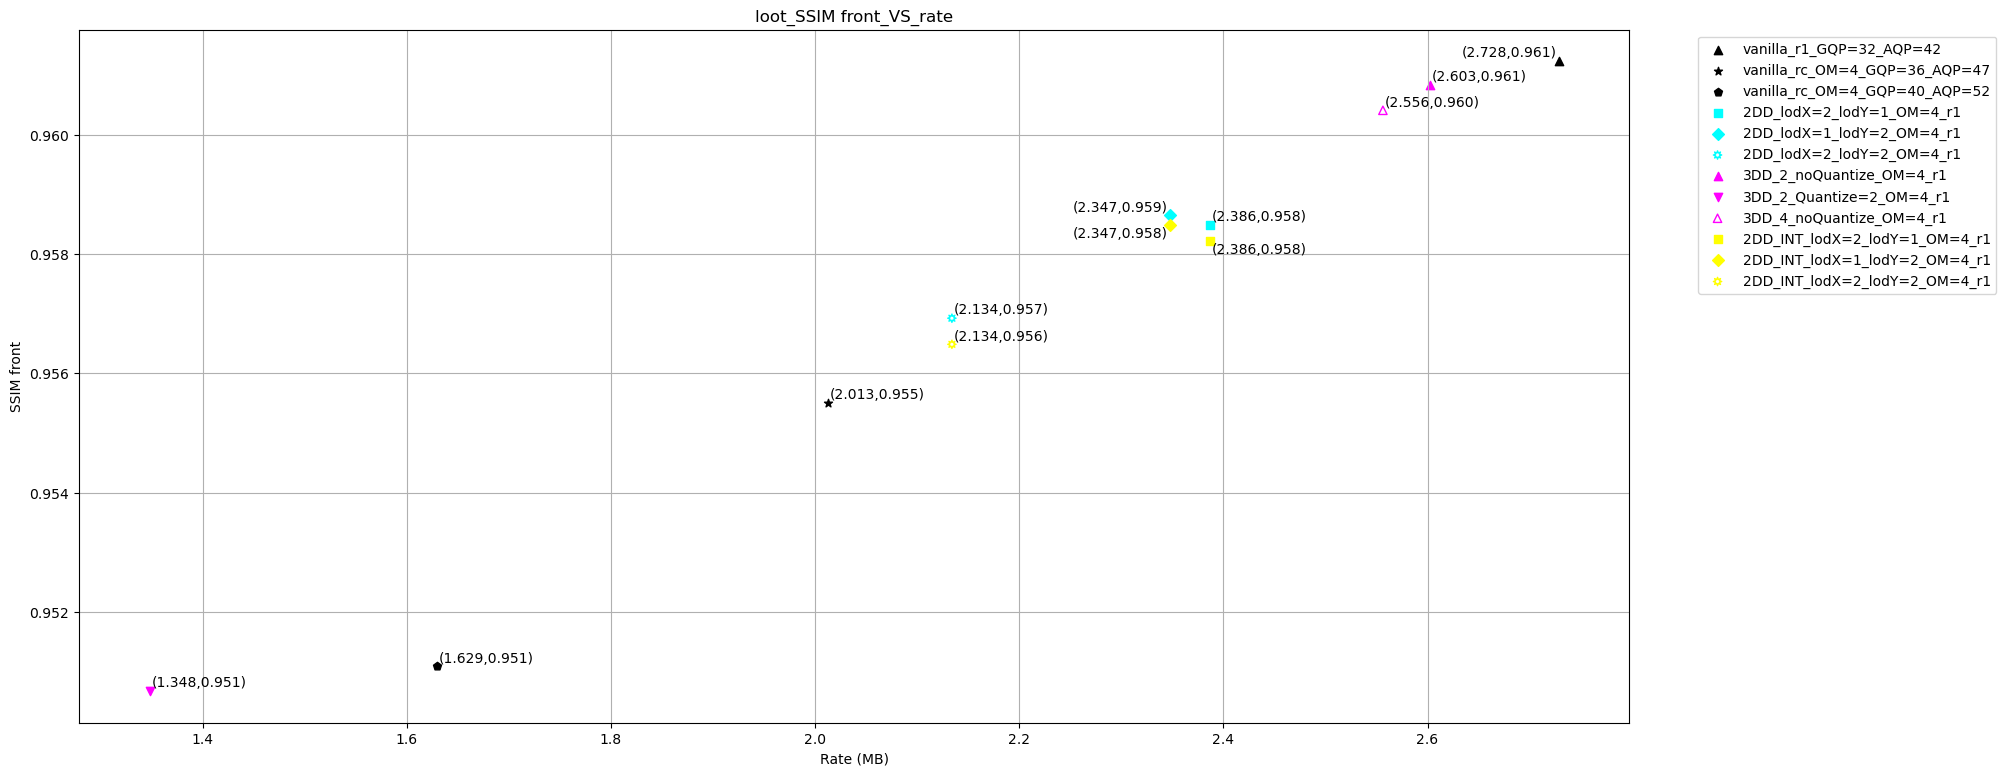 loot_SSIM front_VS_rate
(2.728,0.961)
(2.603,0.961)
(2.556,0.960)
(2.347,0.959)
(2.386,0.958)
(2.347,0.958)
(2.386,0.958)
(2.134,0.957)
(2.134,0.956)
(2.013,0.955)
(1.629,0.951)
(1.348,0.951)
0.960
0.958
0.956
0.954
0.952
SSIM front
1.4
1.6
1.8
2.0
2.2
2.4
2.6
Rate (MB)
vanilla_r1_GQP=32_AQP=42
vanilla_rc_OM=4_GQP=36_AQP=47
vanilla_rc_OM=4_GQP=40_AQP=52
2DD_lodX=2_lodY=1_OM=4_r1
2DD_lodX=1_lodY=2_OM=4_r1
2DD_lodX=2_lodY=2_OM=4_r1
3DD_2_noQuantize_OM=4_r1
3DD_2_Quantize=2_OM=4_r1
3DD_4_noQuantize_OM=4_r1
2DD_INT_lodX=2_lodY=1_OM=4_r1
2DD_INT_lodX=1_lodY=2_OM=4_r1
2DD_INT_lodX=2_lodY=2_OM=4_r1